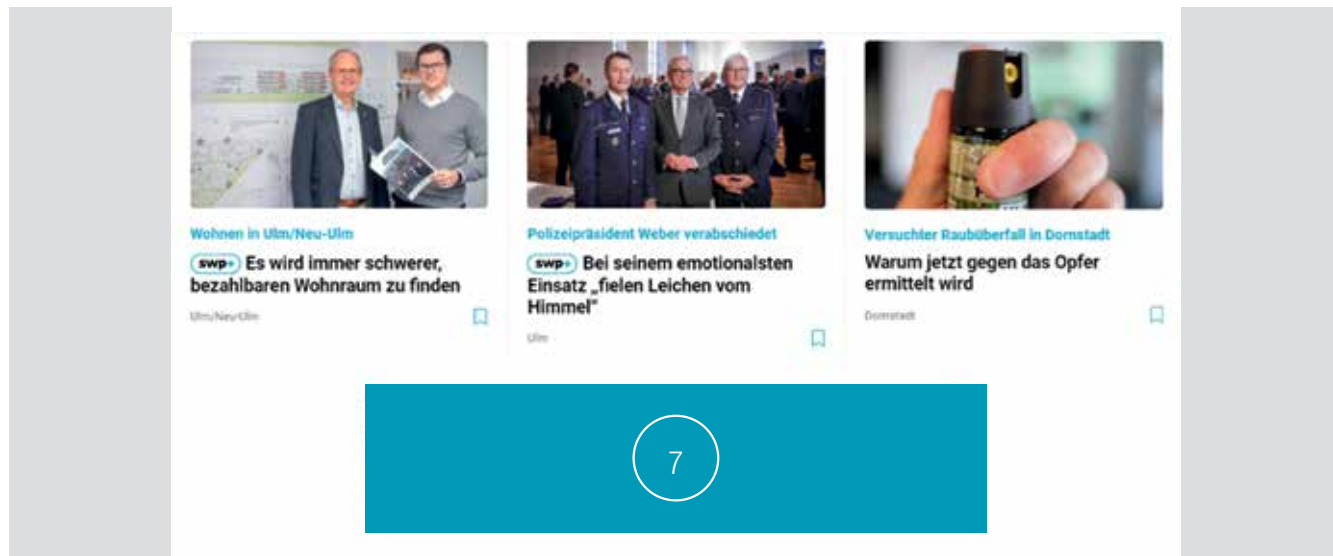 Wohnen in Ulm/Neu-Ulm
swp+ Es wird immer schwerer,
bezahlbaren Wohnraum zu finden
Ulm/Neu-Ulm
Polizeipräsident Weber verabschiedet
swp+ Bei seinem emotionalsten
Einsatz „fielen Leichen vom
Himmel“
Ulm
Versuchter Raubüberfall in Dornstadt
Warum jetzt gegen das Opfer
ermittelt wird
Dornstadt
7